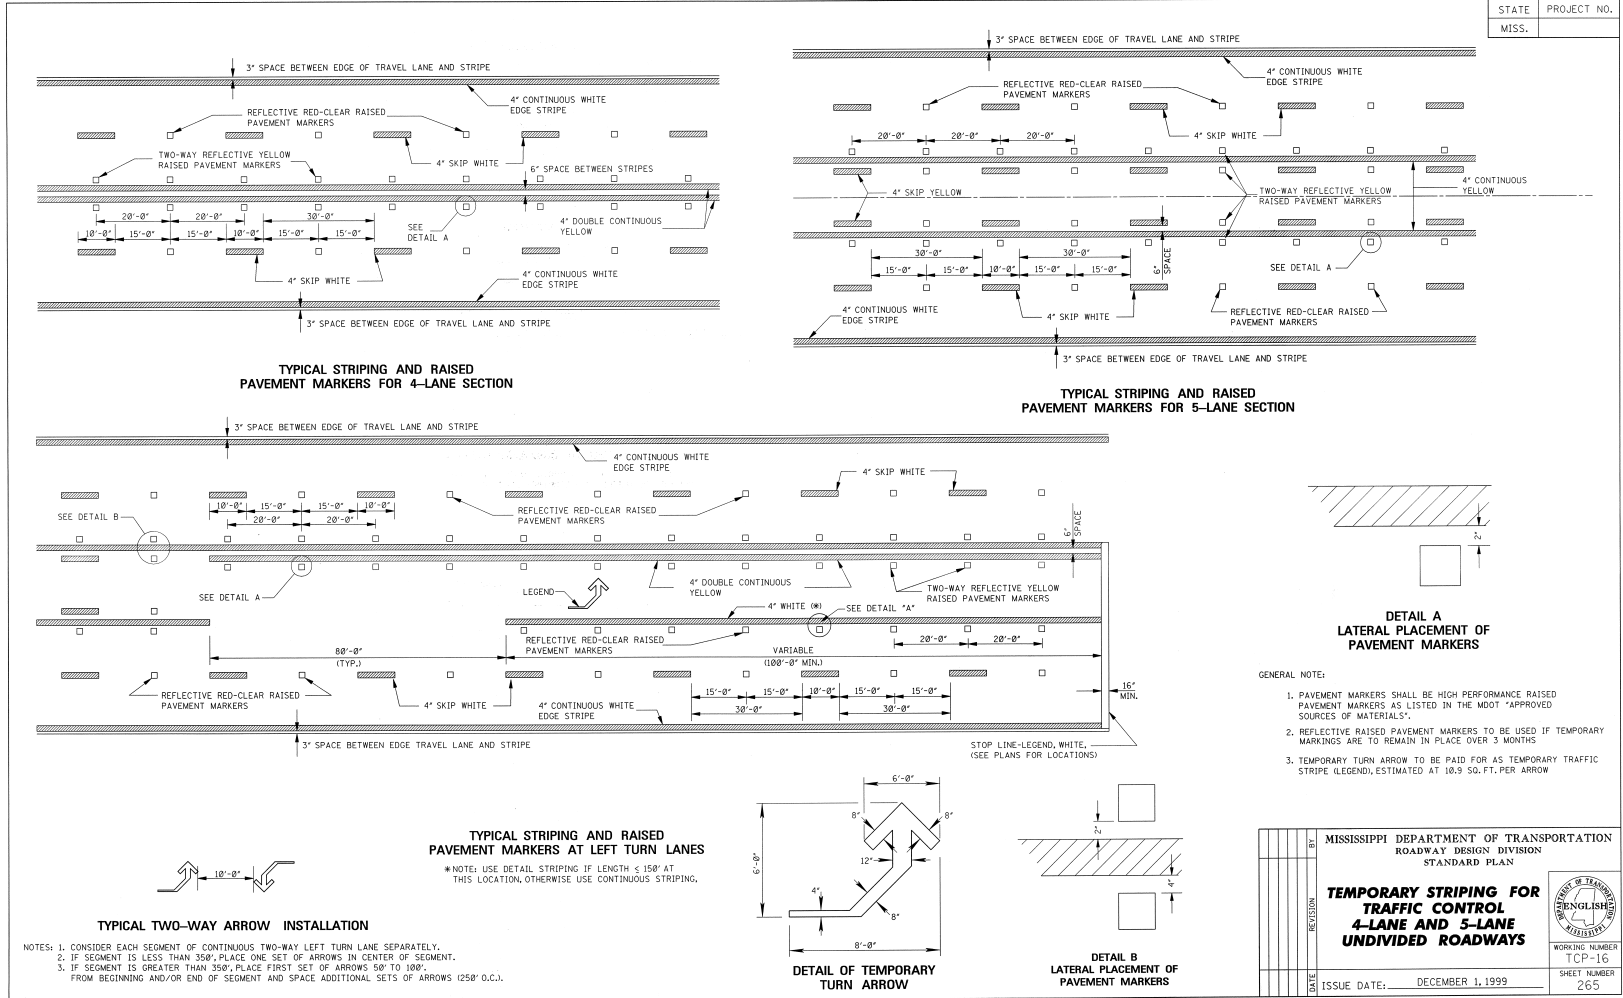 STATE PROJECT NO.
MISS.
3" SPACE BETWEEN EDGE OF TRAVEL LANE AND STRIPE
4" CONTINUOUS WHITE
EDGE STRIPE
REFLECTIVE RED-CLEAR RAISED
PAVEMENT MARKERS
4" SKIP WHITE
TWO-WAY REFLECTIVE YELLOW
RAISED PAVEMENT MARKERS
6" SPACE BETWEEN STRIPES
20'-0" 20'-0" 30'-0"
10'-0" 15'-0" 15'-0" 10'-0" 15'-0" 15'-0"
SEE
DETAIL A
4" DOUBLE CONTINUOUS
YELLOW
4" SKIP WHITE
4" CONTINUOUS WHITE
EDGE STRIPE
3" SPACE BETWEEN EDGE OF TRAVEL LANE AND STRIPE
TYPICAL STRIPING AND RAISED
PAVEMENT MARKERS FOR 4–LANE SECTION
3" SPACE BETWEEN EDGE OF TRAVEL LANE AND STRIPE
4" CONTINUOUS WHITE
EDGE STRIPE
REFLECTIVE RED-CLEAR RAISED
PAVEMENT MARKERS
4" SKIP WHITE
20'-0" 20'-0" 20'-0"
4" SKIP YELLOW
TWO-WAY REFLECTIVE YELLOW
RAISED PAVEMENT MARKERS
4" CONTINUOUS
YELLOW
30'-0" 30'-0"
15'-0" 15'-0" 10'-0" 15'-0" 15'-0"
6"
SPACE
SEE DETAIL A
4" CONTINUOUS WHITE
EDGE STRIPE
4" SKIP WHITE
REFLECTIVE RED-CLEAR RAISED
PAVEMENT MARKERS
3" SPACE BETWEEN EDGE OF TRAVEL LANE AND STRIPE
TYPICAL STRIPING AND RAISED
PAVEMENT MARKERS FOR 5–LANE SECTION
3" SPACE BETWEEN EDGE OF TRAVEL LANE AND STRIPE
4" CONTINUOUS WHITE
EDGE STRIPE
4" SKIP WHITE
10'-0" 15'-0" 15'-0" 10'-0"
20'-0" 20'-0"
SEE DETAIL B
REFLECTIVE RED-CLEAR RAISED
PAVEMENT MARKERS
6"
SPACE
SEE DETAIL A
LEGEND
4" DOUBLE CONTINUOUS
YELLOW
TWO-WAY REFLECTIVE YELLOW
RAISED PAVEMENT MARKERS
4" WHITE (*)
SEE DETAIL "A"
REFLECTIVE RED-CLEAR RAISED
PAVEMENT MARKERS
20'-0" 20'-0"
80'-0"
(TYP.)
VARIABLE
(100'-0" MIN.)
REFLECTIVE RED-CLEAR RAISED
PAVEMENT MARKERS
4" SKIP WHITE
4" CONTINUOUS WHITE
EDGE STRIPE
15'-0" 15'-0" 10'-0" 15'-0" 15'-0"
30'-0" 30'-0"
16"
MIN.
3" SPACE BETWEEN EDGE TRAVEL LANE AND STRIPE
STOP LINE-LEGEND, WHITE,
(SEE PLANS FOR LOCATIONS)
TYPICAL STRIPING AND RAISED
PAVEMENT MARKERS AT LEFT TURN LANES
*NOTE: USE DETAIL STRIPING IF LENGTH ≤ 150' AT
THIS LOCATION, OTHERWISE USE CONTINUOUS STRIPING.
10'-0"
TYPICAL TWO–WAY ARROW INSTALLATION
NOTES: 1. CONSIDER EACH SEGMENT OF CONTINUOUS TWO-WAY LEFT TURN LANE SEPARATELY.
2. IF SEGMENT IS LESS THAN 350', PLACE ONE SET OF ARROWS IN CENTER OF SEGMENT.
3. IF SEGMENT IS GREATER THAN 350', PLACE FIRST SET OF ARROWS 50' TO 100'.
FROM BEGINNING AND/OR END OF SEGMENT AND SPACE ADDITIONAL SETS OF ARROWS (250' O.C.).
6'-0"
8" 8"
6'-0"
12"
4"
8"
8'-0"
DETAIL OF TEMPORARY
TURN ARROW
2"
4"
DETAIL B
LATERAL PLACEMENT OF
PAVEMENT MARKERS
2"
DETAIL A
LATERAL PLACEMENT OF
PAVEMENT MARKERS
GENERAL NOTE:
1. PAVEMENT MARKERS SHALL BE HIGH PERFORMANCE RAISED
PAVEMENT MARKERS AS LISTED IN THE MDOT "APPROVED
SOURCES OF MATERIALS".
2. REFLECTIVE RAISED PAVEMENT MARKERS TO BE USED IF TEMPORARY
MARKINGS ARE TO REMAIN IN PLACE OVER 3 MONTHS
3. TEMPORARY TURN ARROW TO BE PAID FOR AS TEMPORARY TRAFFIC
STRIPE (LEGEND), ESTIMATED AT 10.9 SQ. FT. PER ARROW
BY
REVISION
DATE
MISSISSIPPI DEPARTMENT OF TRANSPORTATION
ROADWAY DESIGN DIVISION
STANDARD PLAN
TEMPORARY STRIPING FOR
TRAFFIC CONTROL
4–LANE AND 5–LANE
UNDIVIDED ROADWAYS
DEPARTMENT OF TRANSPORTATION
ENGLISH
MISSISSIPPI
WORKING NUMBER
TCP-16
ISSUE DATE: DECEMBER 1, 1999
SHEET NUMBER
265